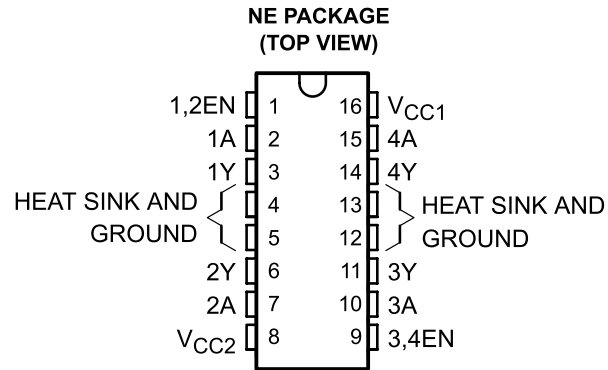 NE PACKAGE
(TOP VIEW)
1,2EN 1 16 VCC1
1A 2 15 4A
1Y 3 14 4Y
HEAT SINK AND 4 13 HEAT SINK AND
GROUND 5 12 GROUND
2Y 6 11 3Y
2A 7 10 3A
VCC2 8 9 3,4EN